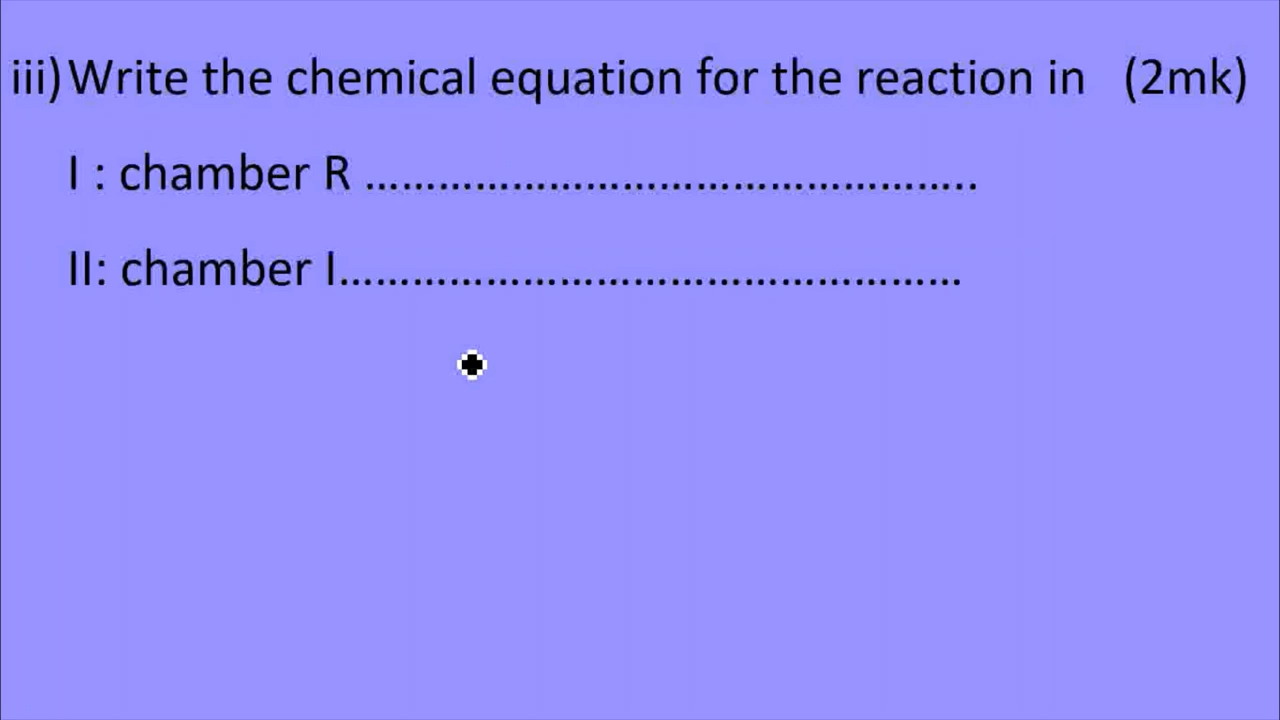 iii) Write the chemical equation for the reaction in (2mk)
I : chamber R ………………………………………………..
II: chamber I…………………………………………………